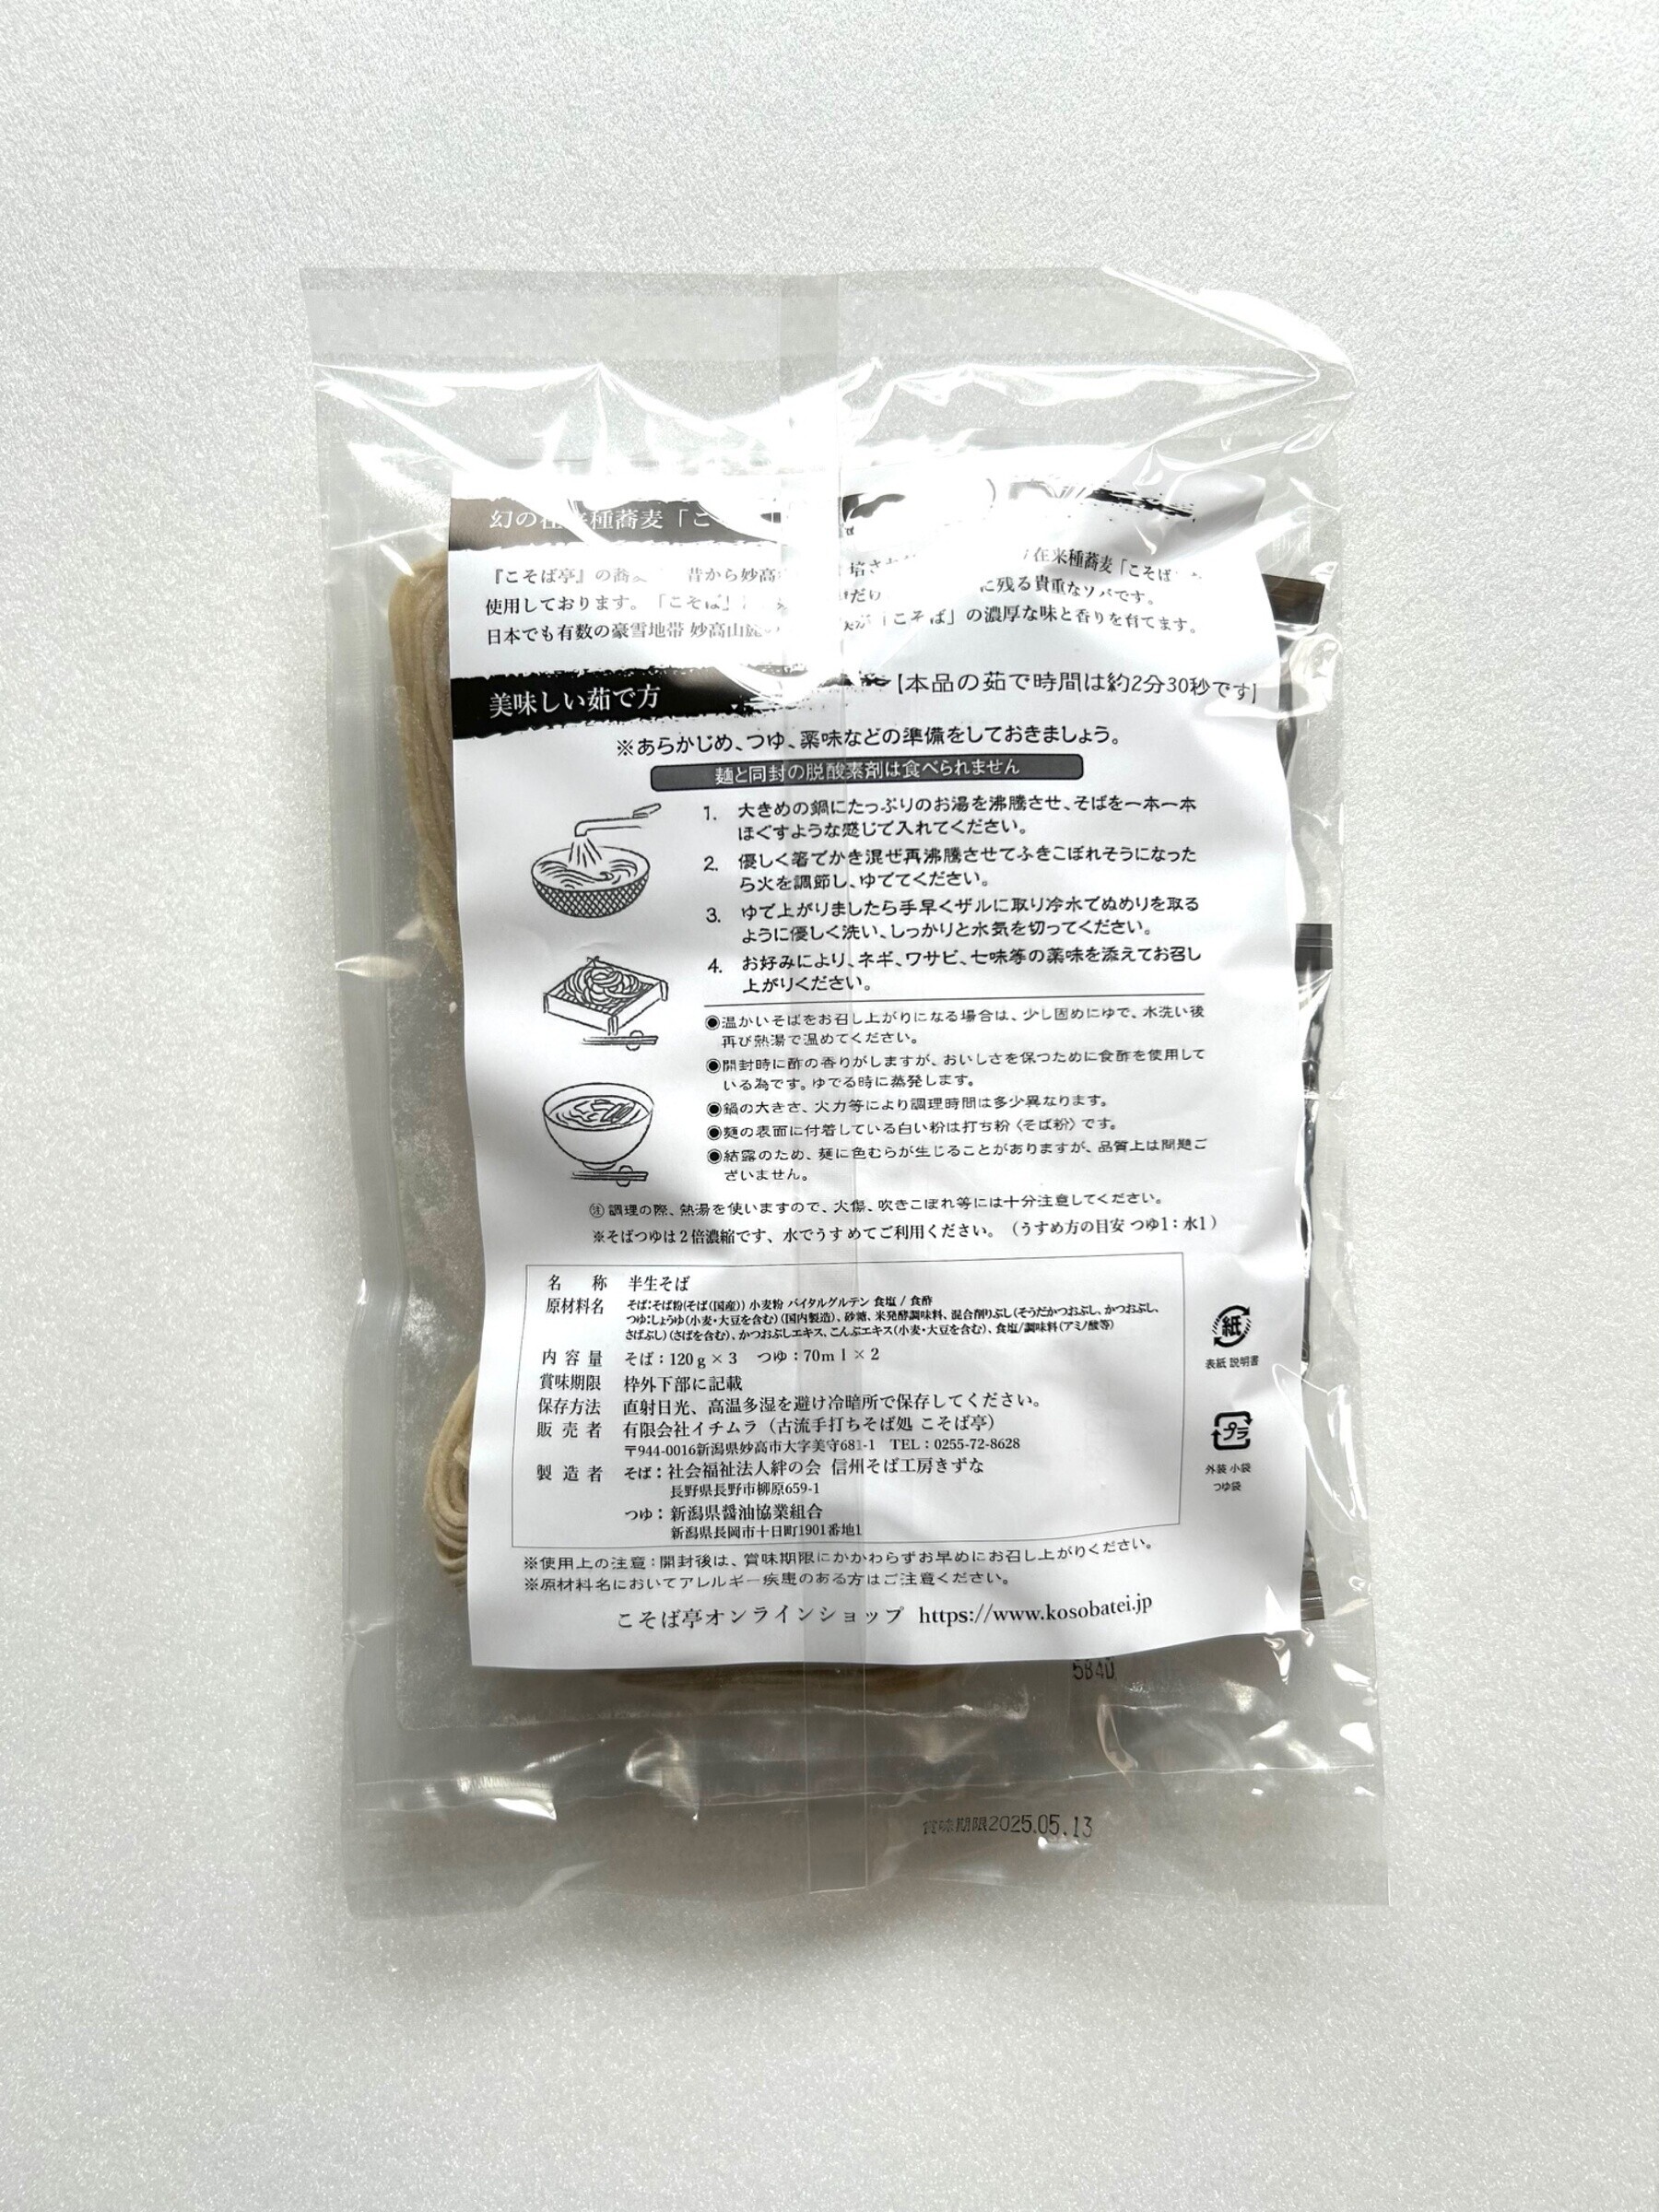 幻の在来種蕎麦「こ
『こそば亭』の蕎 昔から妙高 培され 在来種蕎麦「こそば
使用しております。「こそば」 だけ に残る貴重なソバです。
日本でも有数の豪雪地帯 妙高山麓の が「こそば」の濃厚な味と香りを育てます。
美味しい茹で方
【本品の茹で時間は約2分30秒です】
※あらかじめ、つゆ、薬味などの準備をしておきましょう。
麺と同封の脱酸素剤は食べられません
1. 大きめの鍋にたっぷりのお湯を沸騰させ、そばを一本一本
ほぐすような感じで入れてください。
2. 優しく箸でかき混ぜ再沸騰させてふきこぼれそうになった
ら火を調節し、ゆでてください。
3. ゆで上がりましたら手早くザルに取り冷水でぬめりを取る
ように優しく洗い、しっかりと水気を切ってください。
4. お好みにより、ネギ、ワサビ、七味等の薬味を添えてお召し
上がりください。
◉温かいそばをお召し上がりになる場合は、少し固めにゆで、水洗い後
再び熱湯で温めてください。
◉開封時に酢の香りがしますが、おいしさを保つために食酢を使用して
いる為です。ゆでる時に蒸発します。
◉鍋の大きさ、火力等により調理時間は多少異なります。
◉麺の表面に付着している白い粉は打ち粉〈そば粉〉です。
◉結露のため、麺に色むらが生じることがありますが、品質上は問題ご
ざいません。
㊟調理の際、熱湯を使いますので、火傷、吹きこぼれ等には十分注意してください。
※そばつゆは2倍濃縮です、水でうすめてご利用ください。（うすめ方の目安 つゆ1：水1）
名 称 半生そば
原材料名 そば:そば粉(そば(国産)) 小麦粉 バイタルグルテン 食塩 / 食酢
つゆ:しょうゆ(小麦・大豆を含む)(国内製造)、砂糖、米発酵調味料、混合削りぶし(そうだかつおぶし、かつおぶし、
さばぶし)(さばを含む)、かつおぶしエキス、こんぶエキス(小麦・大豆を含む)、食塩/調味料(アミノ酸等)
内 容 量 そば：120ｇ×3 つゆ：70ｍｌ×2
賞味期限 枠外下部に記載
保存方法 直射日光、高温多湿を避け冷暗所で保存してください。
販 売 者 有限会社イチムラ（古流手打ちそば処 こそば亭）
〒944-0016新潟県妙高市大字美守681-1 TEL：0255-72-8628
製 造 者 そば：社会福祉法人絆の会 信州そば工房きずな
長野県長野市柳原659-1
つゆ：新潟県醤油協業組合
新潟県長岡市十日町1901番地1
紙
表紙 説明書
プラ
外装 小袋
つゆ袋
※使用上の注意：開封後は、賞味期限にかかわらずお早めにお召し上がりください。
※原材料名においてアレルギー疾患のある方はご注意ください。
こそば亭オンラインショップ https://www.kosobatei.jp
5840
賞味期限2025.05.13